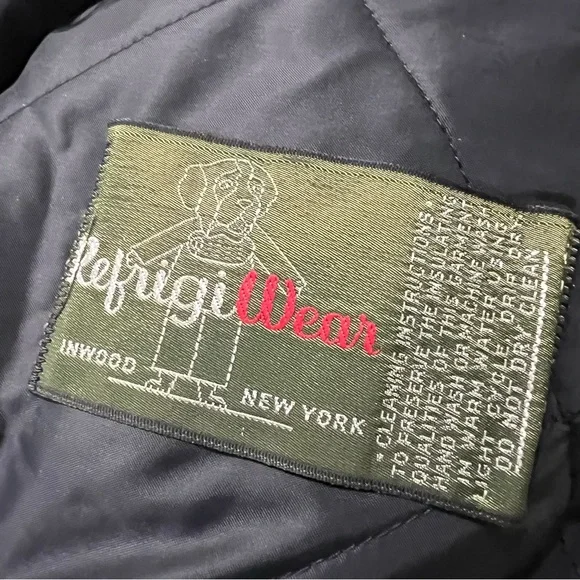 RefrigiWear
INWOOD NEW YORK
* CLEANING INSTRUCTIONS *
TO PRESERVE THE INSULATING
QUALITIES OF THIS GARMENT
HAND WASH OR MACHINE WASH
IN WARM WATER USING
LIGHT CYCLE, DRIP DRY
DO NOT DRY CLEAN